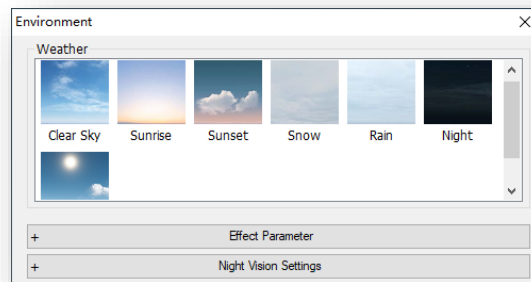 Environment
Weather
Clear Sky Sunrise Sunset Snow Rain Night
+ Effect Parameter
+ Night Vision Settings